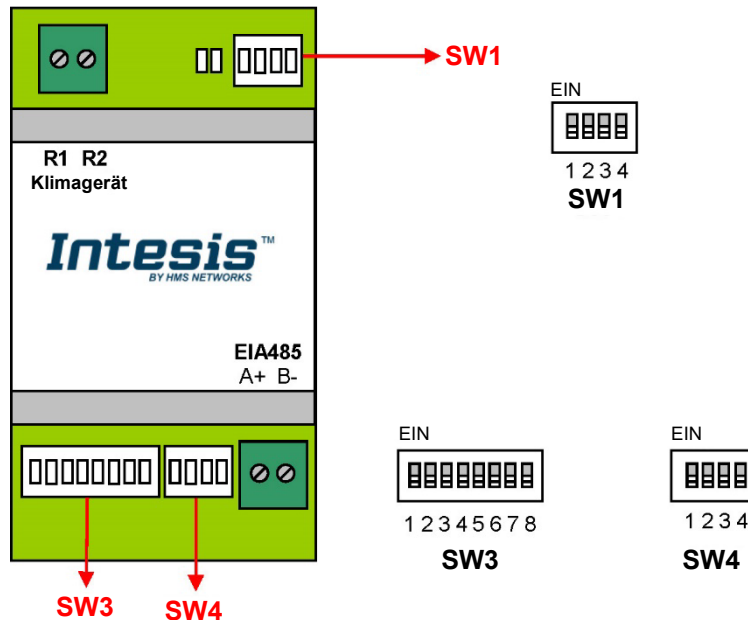 SW1
EIN
1 2 3 4
SW1
R1 R2
Klimagerät
Intesis™
BY HMS NETWORKS
EIA485
A+ B-
EIN
1 2 3 4 5 6 7 8
SW3
EIN
1 2 3 4
SW4
SW3
SW4